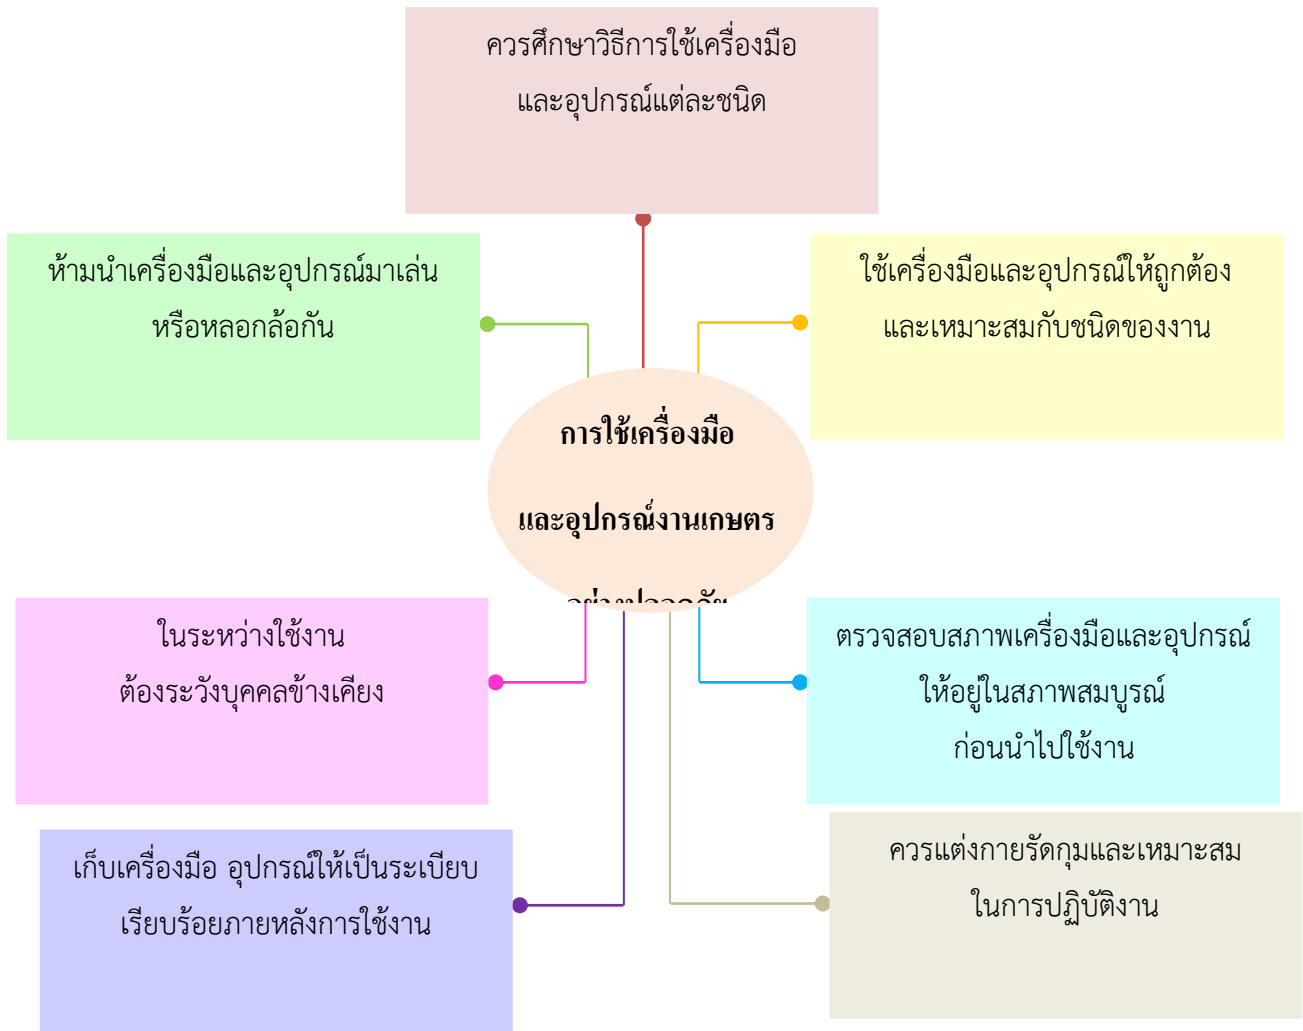 ควรศึกษาวิธีการใช้เครื่องมือ
และอุปกรณ์แต่ละชนิด
ห้ามนำเครื่องมือและอุปกรณ์มาเล่น
หรือหลอกล้อกัน
ใช้เครื่องมือและอุปกรณ์ให้ถูกต้อง
และเหมาะสมกับชนิดของงาน
การใช้เครื่องมือ
และอุปกรณ์งานเกษตร
อย่างปลอดภัย
ในระหว่างใช้งาน
ต้องระวังบุคคลข้างเคียง
ตรวจสอบสภาพเครื่องมือและอุปกรณ์
ให้อยู่ในสภาพสมบูรณ์
ก่อนนำไปใช้งาน
เก็บเครื่องมือ อุปกรณ์ให้เป็นระเบียบ
เรียบร้อยภายหลังการใช้งาน
ควรแต่งกายรัดกุมและเหมาะสม
ในการปฏิบัติงาน